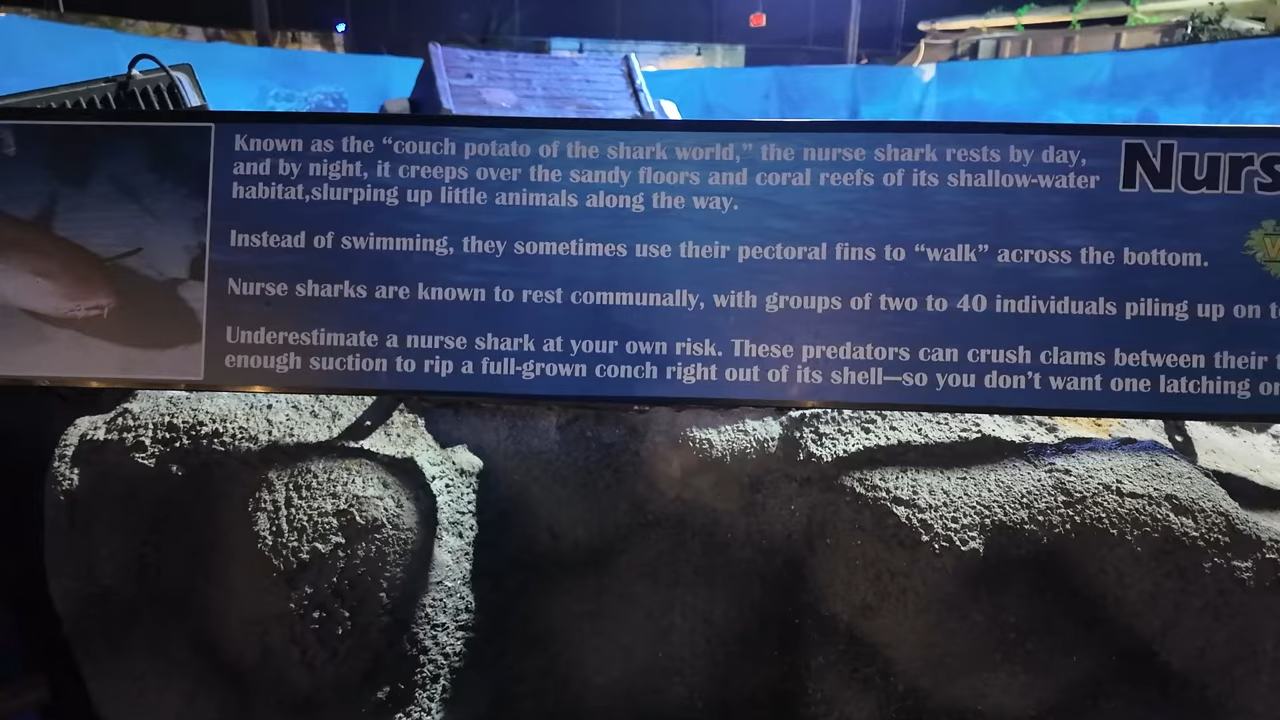 Known as the “couch potato of the shark world,” the nurse shark rests by day,
and by night, it creeps over the sandy floors and coral reefs of its shallow-water
habitat,slurping up little animals along the way.
Instead of swimming, they sometimes use their pectoral fins to “walk” across the bottom.
Nurse sharks are known to rest communally, with groups of two to 40 individuals piling up on
Underestimate a nurse shark at your own risk. These predators can crush clams between their
enough suction to rip a full-grown conch right out of its shell—so you don’t want one latching
Nurs